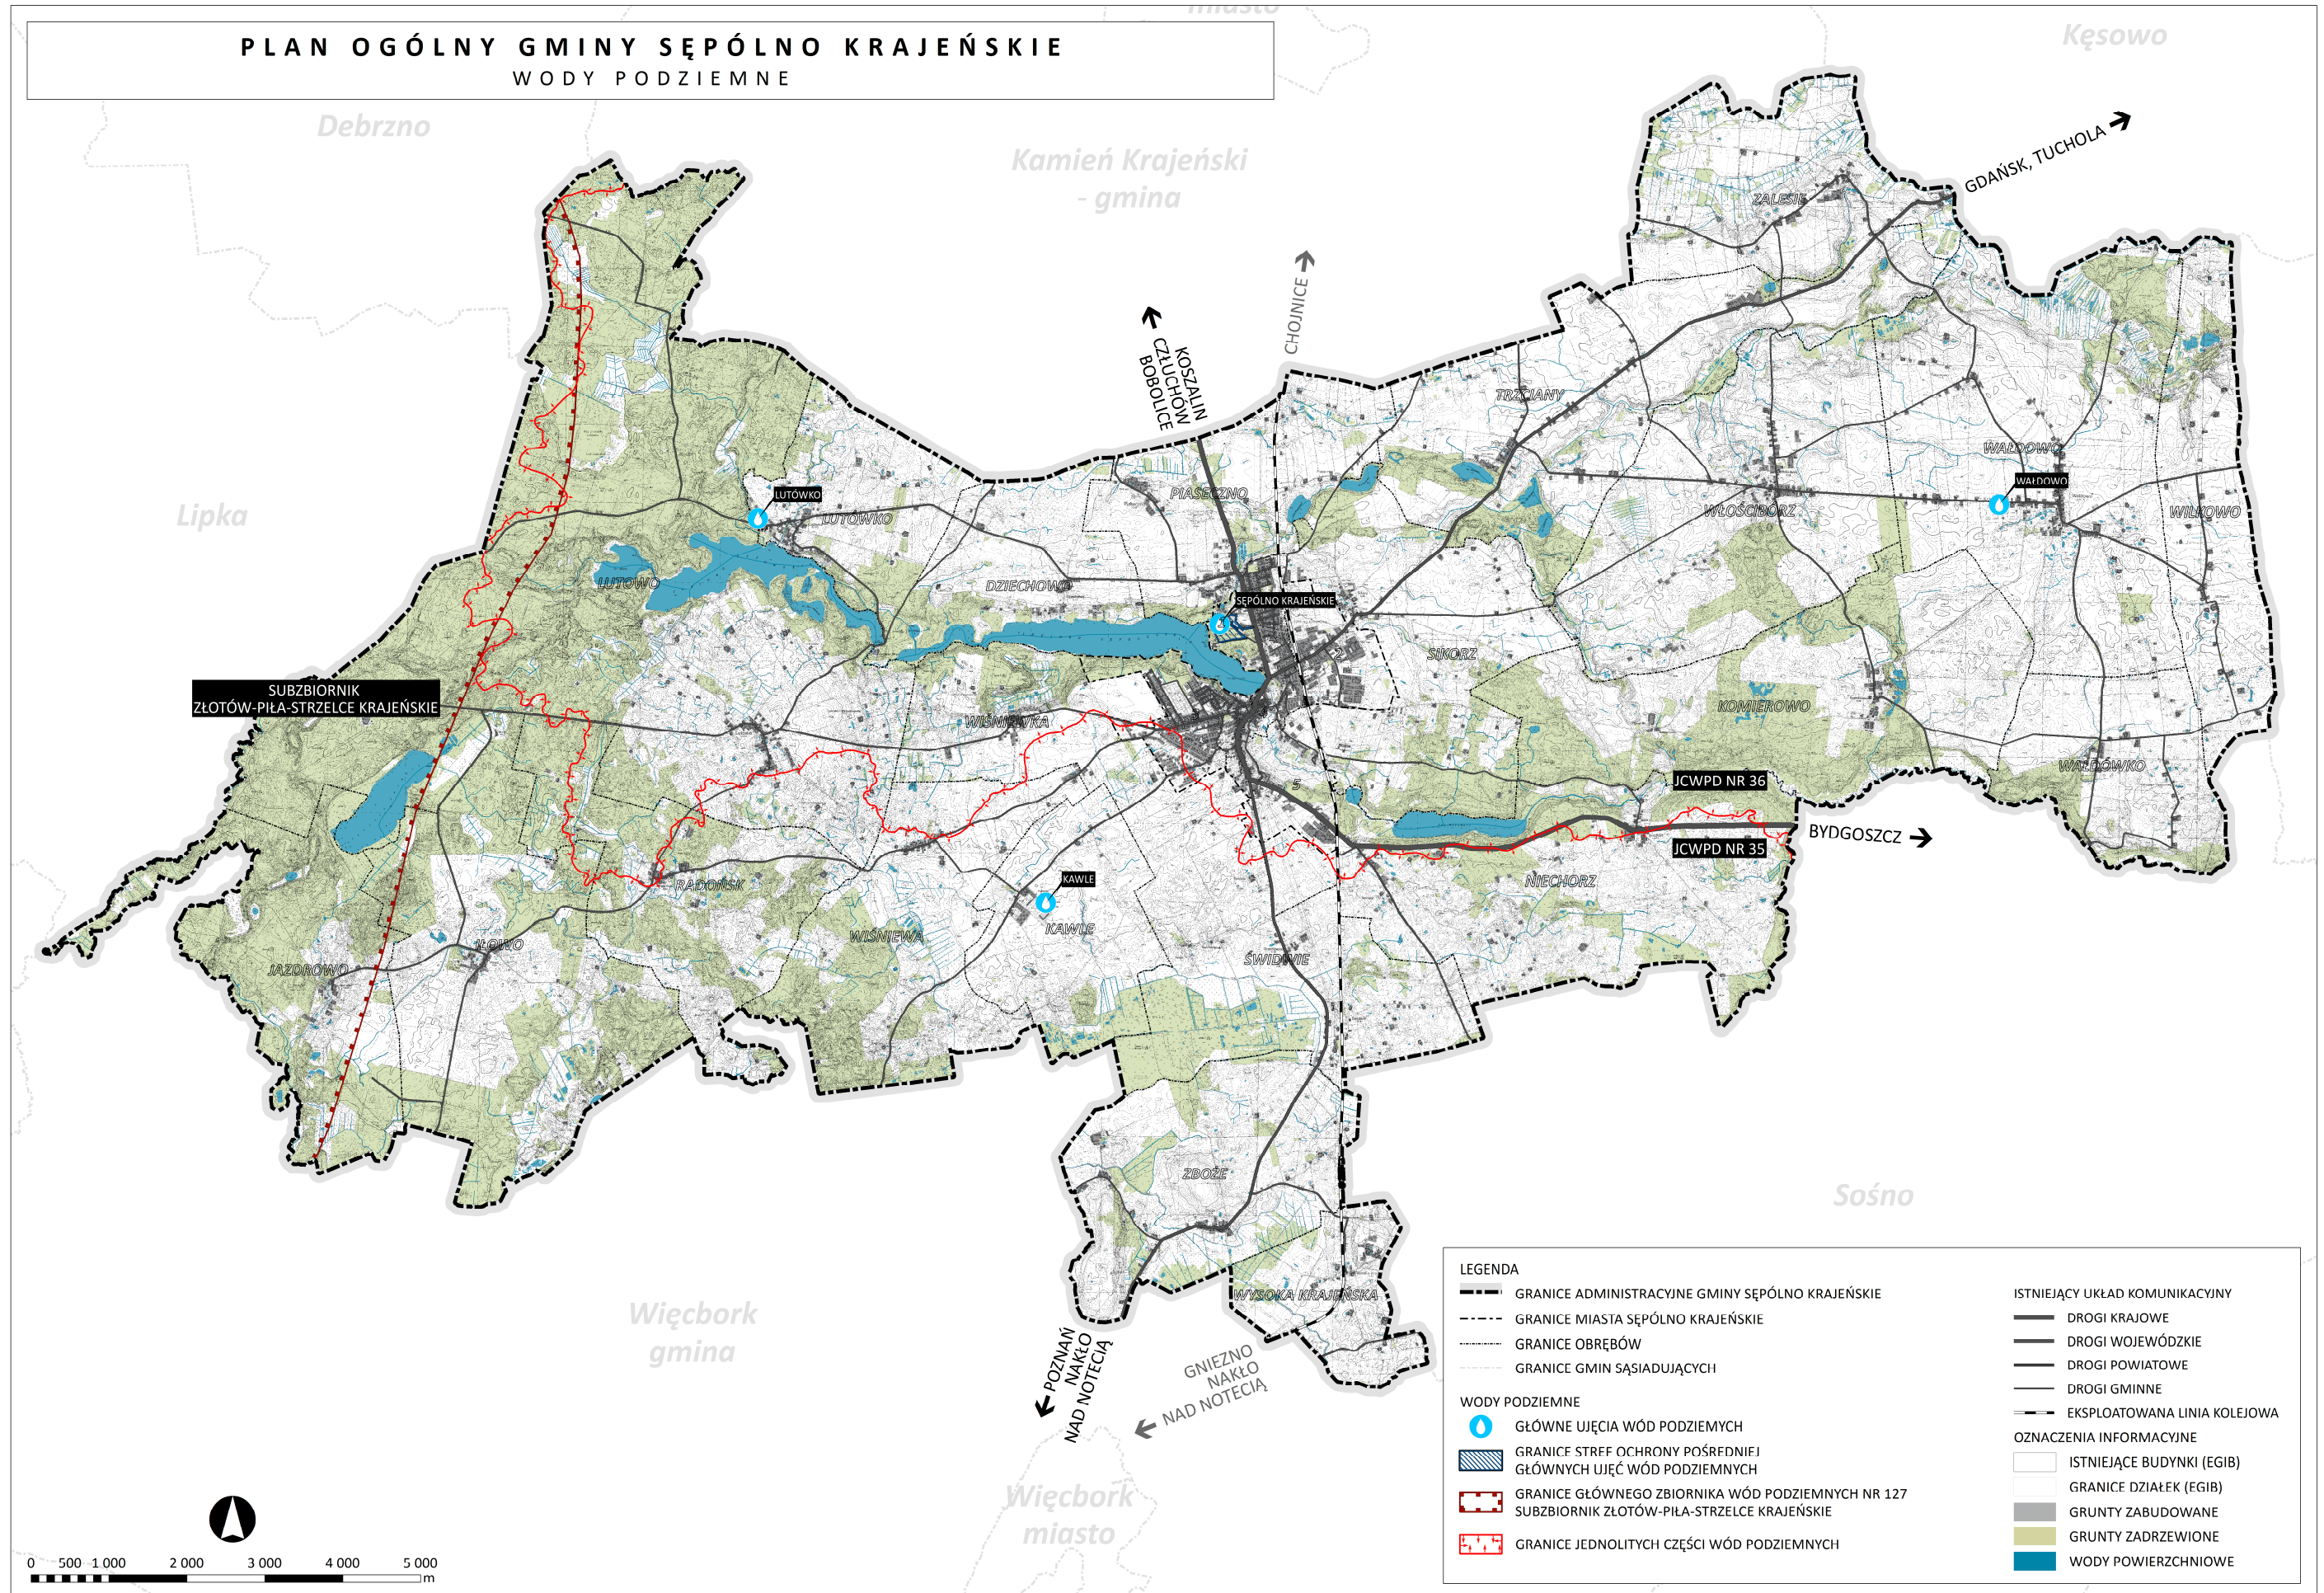 PLAN OGÓLNY GMINY SĘPÓLNO KRAJEŃSKIE
WODY PODZIEMNE
miasto
Kęsowo
Debrzno
Kamień Krajeński
- gmina
GDAŃSK, TUCHOLA
ZALESIE
CHOJNICE
KOSZALIN
CZŁUCHÓW
BOBOLICE
TRZCIANY
Lipka
LUTÓWKO
LUTÓWKO
PIASECZNO
WŁOŚCIBÓRZ
WAŁDOWO
WAŁDOWO
WILKOWO
LUTOWO
DZIECHOWO
SĘPÓLNO KRAJEŃSKIE
SIKORZ
2
SUBZBIORNIK
ZŁOTÓW-PIŁA-STRZELCE KRAJEŃSKIE
WIŚNIEWKA
3
KOMIEROWO
WAŁDÓWKO
5
JCWPD NR 36
BYDGOSZCZ
JCWPD NR 35
RADOŃSK
KAWLE
NIECHORZ
KAWLE
WIŚNIEWA
IŁOWO
ŚWIDWIE
JAZDROWO
ZBOŻE
Sośno
WYSOKA KRAJEŃSKA
Więcbork
gmina
POZNAŃ
NAKŁO
NAD NOTECIĄ
GNIEZNO
NAKŁO
NAD NOTECIĄ
Więcbork
miasto
0 500 1 000 2 000 3 000 4 000 5 000
m
LEGENDA
GRANICE ADMINISTRACYJNE GMINY SĘPÓLNO KRAJEŃSKIE
GRANICE MIASTA SĘPÓLNO KRAJEŃSKIE
GRANICE OBRĘBÓW
GRANICE GMIN SĄSIADUJĄCYCH
WODY PODZIEMNE
GŁÓWNE UJĘCIA WÓD PODZIEMYCH
GRANICE STREF OCHRONY POŚREDNIEJ
GŁÓWNYCH UJĘĆ WÓD PODZIEMNYCH
GRANICE GŁÓWNEGO ZBIORNIKA WÓD PODZIEMNYCH NR 127
SUBZBIORNIK ZŁOTÓW-PIŁA-STRZELCE KRAJEŃSKIE
GRANICE JEDNOLITYCH CZĘŚCI WÓD PODZIEMNYCH
ISTNIEJĄCY UKŁAD KOMUNIKACYJNY
DROGI KRAJOWE
DROGI WOJEWÓDZKIE
DROGI POWIATOWE
DROGI GMINNE
EKSPLOATOWANA LINIA KOLEJOWA
OZNACZENIA INFORMACYJNE
ISTNIEJĄCE BUDYNKI (EGIB)
GRANICE DZIAŁEK (EGIB)
GRUNTY ZABUDOWANE
GRUNTY ZADRZEWIONE
WODY POWIERZCHNIOWE